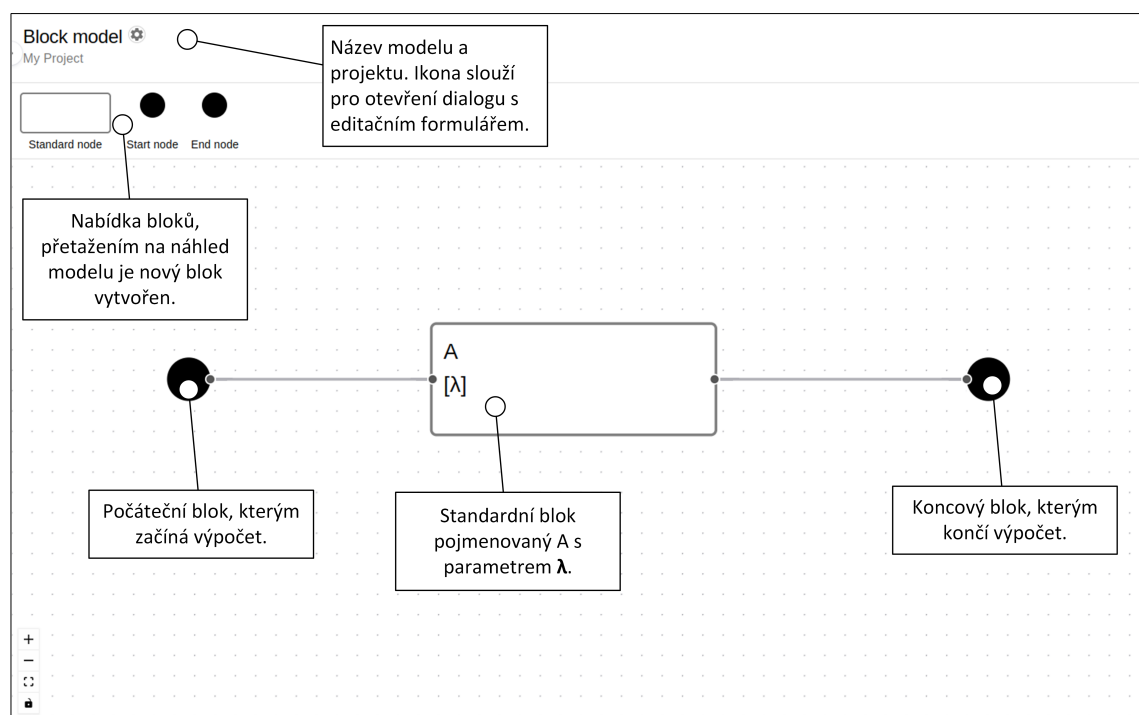 Block model
My Project
Název modelu a
projektu. Ikona slouží
pro otevření dialogu s
editačním formulářem.
Standard node
Start node
End node
Nabídka bloků,
přetažením na náhled
modelu je nový blok
vytvořen.
A
[λ]
Počáteční blok, kterým
začíná výpočet.
Standardní blok
pojmenovaný A s
parametrem λ.
Koncový blok, kterým
končí výpočet.